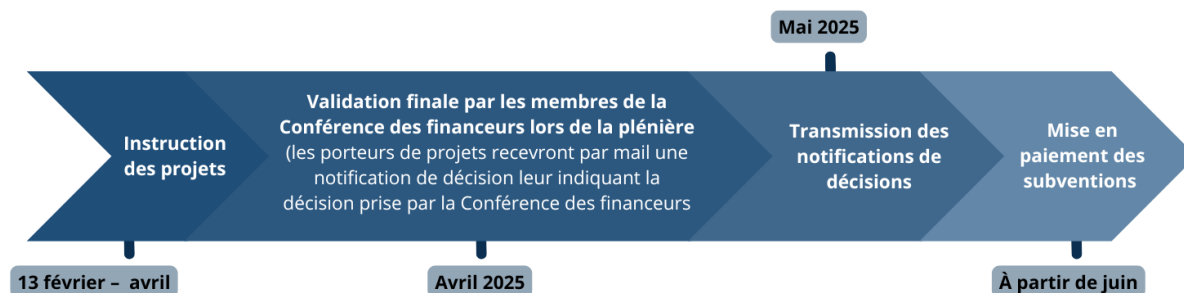 Mai 2025
Instruction
des projets
Validation finale par les membres de la
Conférence des financeurs lors de la plénière
(les porteurs de projets recevront par mail une
notification de décision leur indiquant la
décision prise par la Conférence des financeurs
Transmission des
notifications de
décisions
Mise en
paiement des
subventions
13 février – avril
Avril 2025
À partir de juin